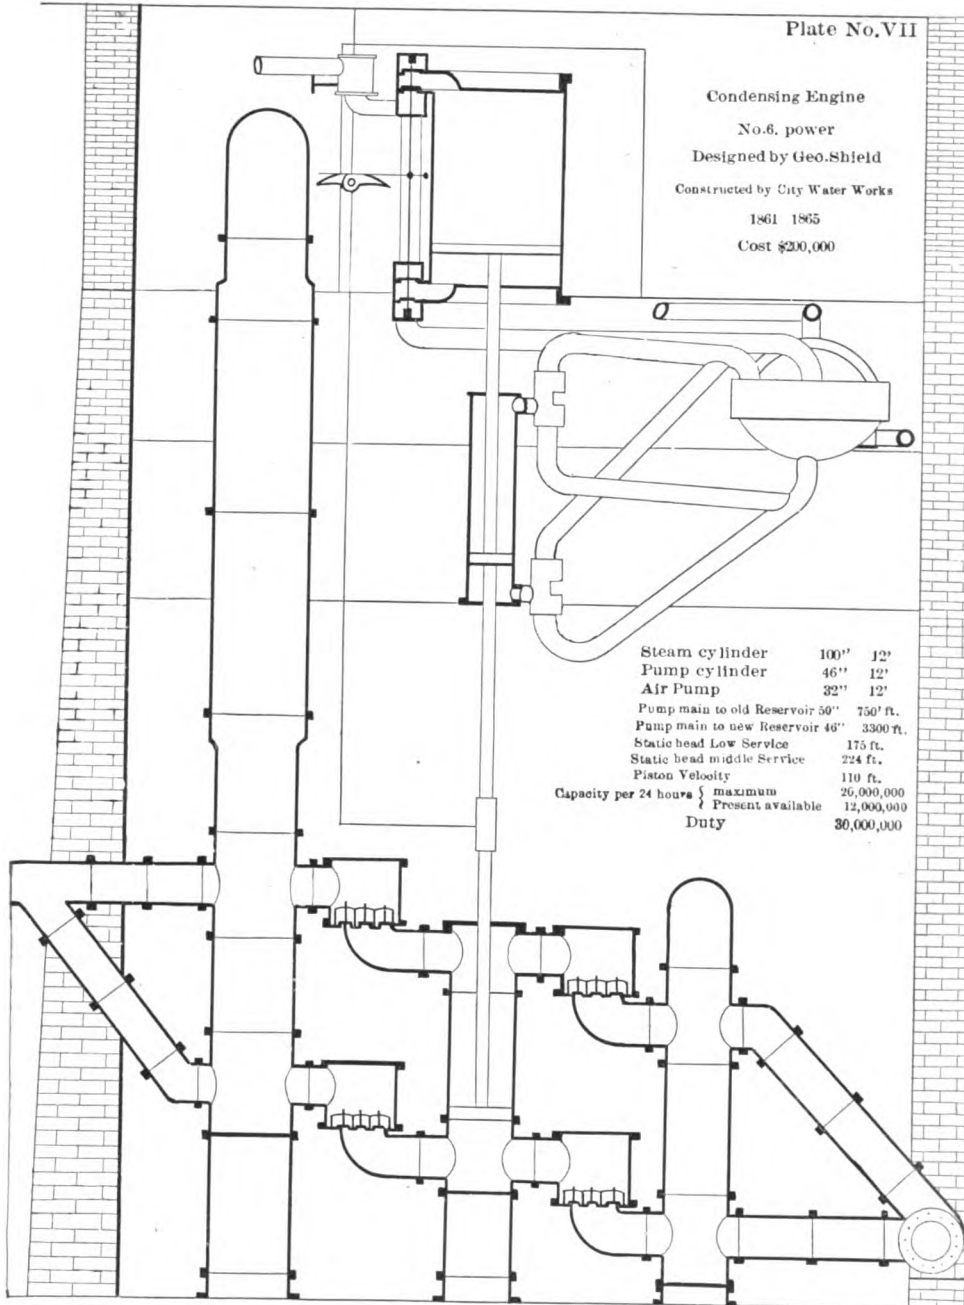 Plate No. VII
Condensing Engine
No. 6. power
Designed by Geo. Shield
Constructed by City Water Works
1861 1865
Cost $200,000
Steam cylinder 100" 12'
Pump cylinder 46" 12'
Air Pump 32" 12'
Pump main to old Reservoir 50" 750' ft.
Pump main to new Reservoir 46" 3300 ft.
Static head Low Service 175 ft.
Static head middle Service 224 ft.
Piston Velocity 110 ft.
Capacity per 24 hours { maximum 20,000,000
{ Present available 12,000,000
Duty 30,000,000